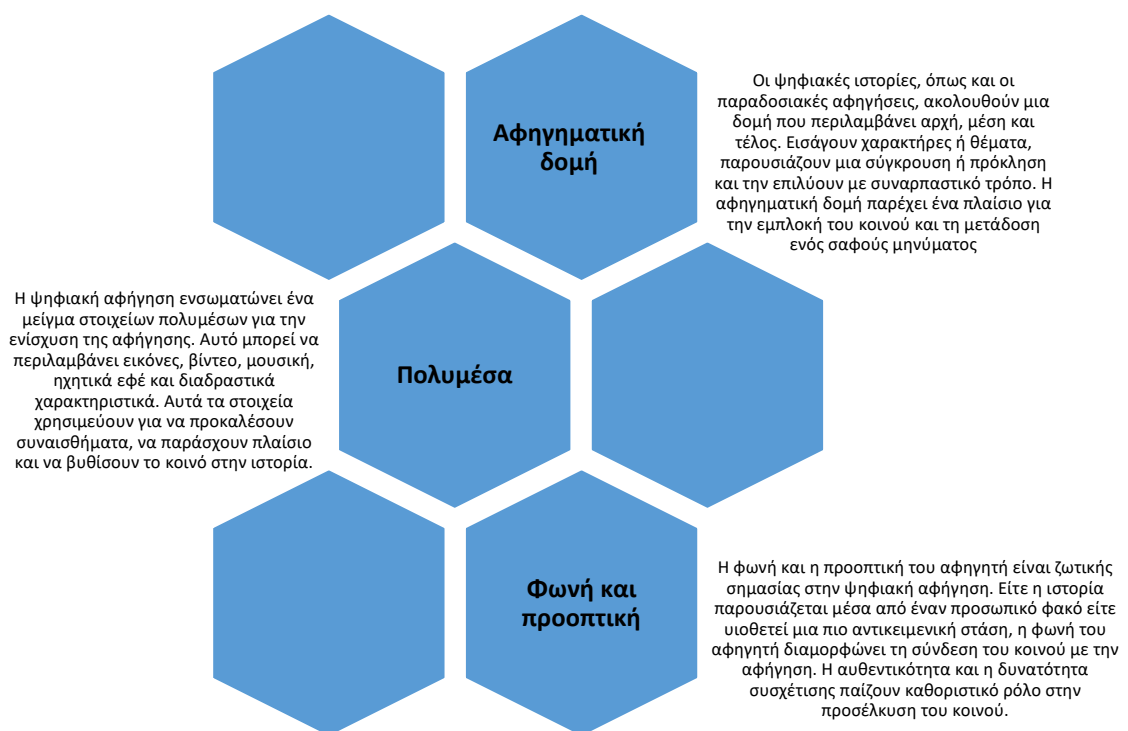 Αφηγηματική
δομή
Οι ψηφιακές ιστορίες, όπως και οι
παραδοσιακές αφηγήσεις, ακολουθούν μια
δομή που περιλαμβάνει αρχή, μέση και
τέλος. Εισάγουν χαρακτήρες ή θέματα,
παρουσιάζουν μια σύγκρουση ή πρόκληση
και την επιλύουν με συναρπαστικό τρόπο. Η
αφηγηματική δομή παρέχει ένα πλαίσιο για
την εμπλοκή του κοινού και τη μετάδοση
ενός σαφούς μηνύματος
Η ψηφιακή αφήγηση ενσωματώνει ένα
μείγμα στοιχείων πολυμέσων για την
ενίσχυση της αφήγησης. Αυτό μπορεί να
περιλαμβάνει εικόνες, βίντεο, μουσική,
ηχητικά εφέ και διαδραστικά
χαρακτηριστικά. Αυτά τα στοιχεία
χρησιμεύουν για να προκαλέσουν
συναισθήματα, να παράσχουν πλαίσιο
και να βυθίσουν το κοινό στην ιστορία.
Πολυμέσα
Φωνή και
προοπτική
Η φωνή και η προοπτική του αφηγητή είναι ζωτικής
σημασίας στην ψηφιακή αφήγηση. Είτε η ιστορία
παρουσιάζεται μέσα από έναν προσωπικό φακό είτε
υιοθετεί μια πιο αντικειμενική στάση, η φωνή του
αφηγητή διαμορφώνει τη σύνδεση του κοινού με την
αφήγηση. Η αυθεντικότητα και η δυνατότητα
συσχέτισης παίζουν καθοριστικό ρόλο στην
προσέλκυση του κοινού.